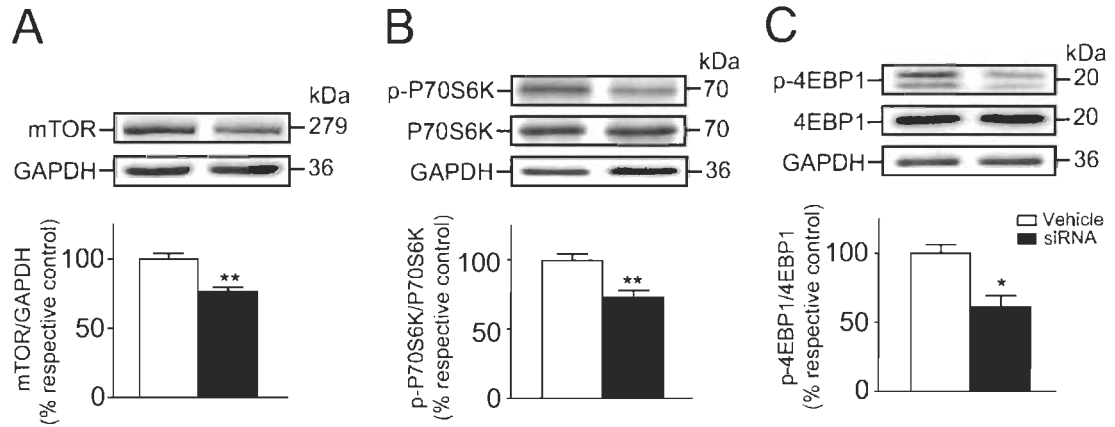 A
kDa
mTOR 279
GAPDH 36
mTOR/GAPDH
(% respective control)
100
50
0
**
B
kDa
p-P70S6K 70
P70S6K 70
GAPDH 36
p-P70S6K/P70S6K
(% respective control)
100
50
0
**
C
kDa
p-4EBP1 20
4EBP1 20
GAPDH 36
p-4EBP1/4EBP1
(% respective control)
100
50
0
*
Vehicle
siRNA